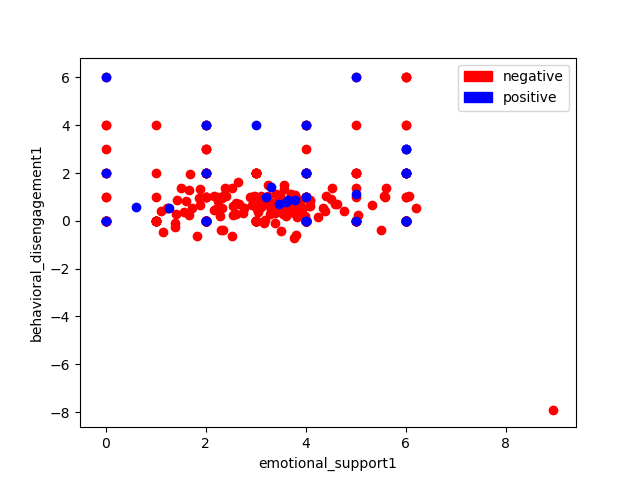 negative
positive
6
4
2
0
−2
−4
−6
−8
behavioral_disengagement1
0 2 4 6 8
emotional_support1